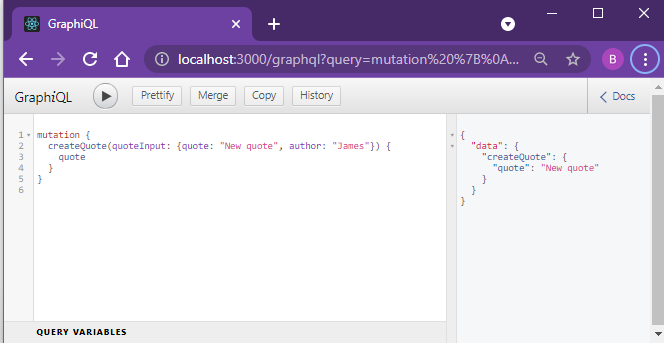 GraphiQL
localhost:3000/graphql?query=mutation%20%7B%0A...
B
GraphiQL Prettify Merge Copy History Docs
1 mutation {
2 createQuote(quoteInput: {quote: "New quote", author: "James"}) {
3 quote
4 }
5 }
6
{
"data": {
"createQuote": {
"quote": "New quote"
}
}
}
QUERY VARIABLES